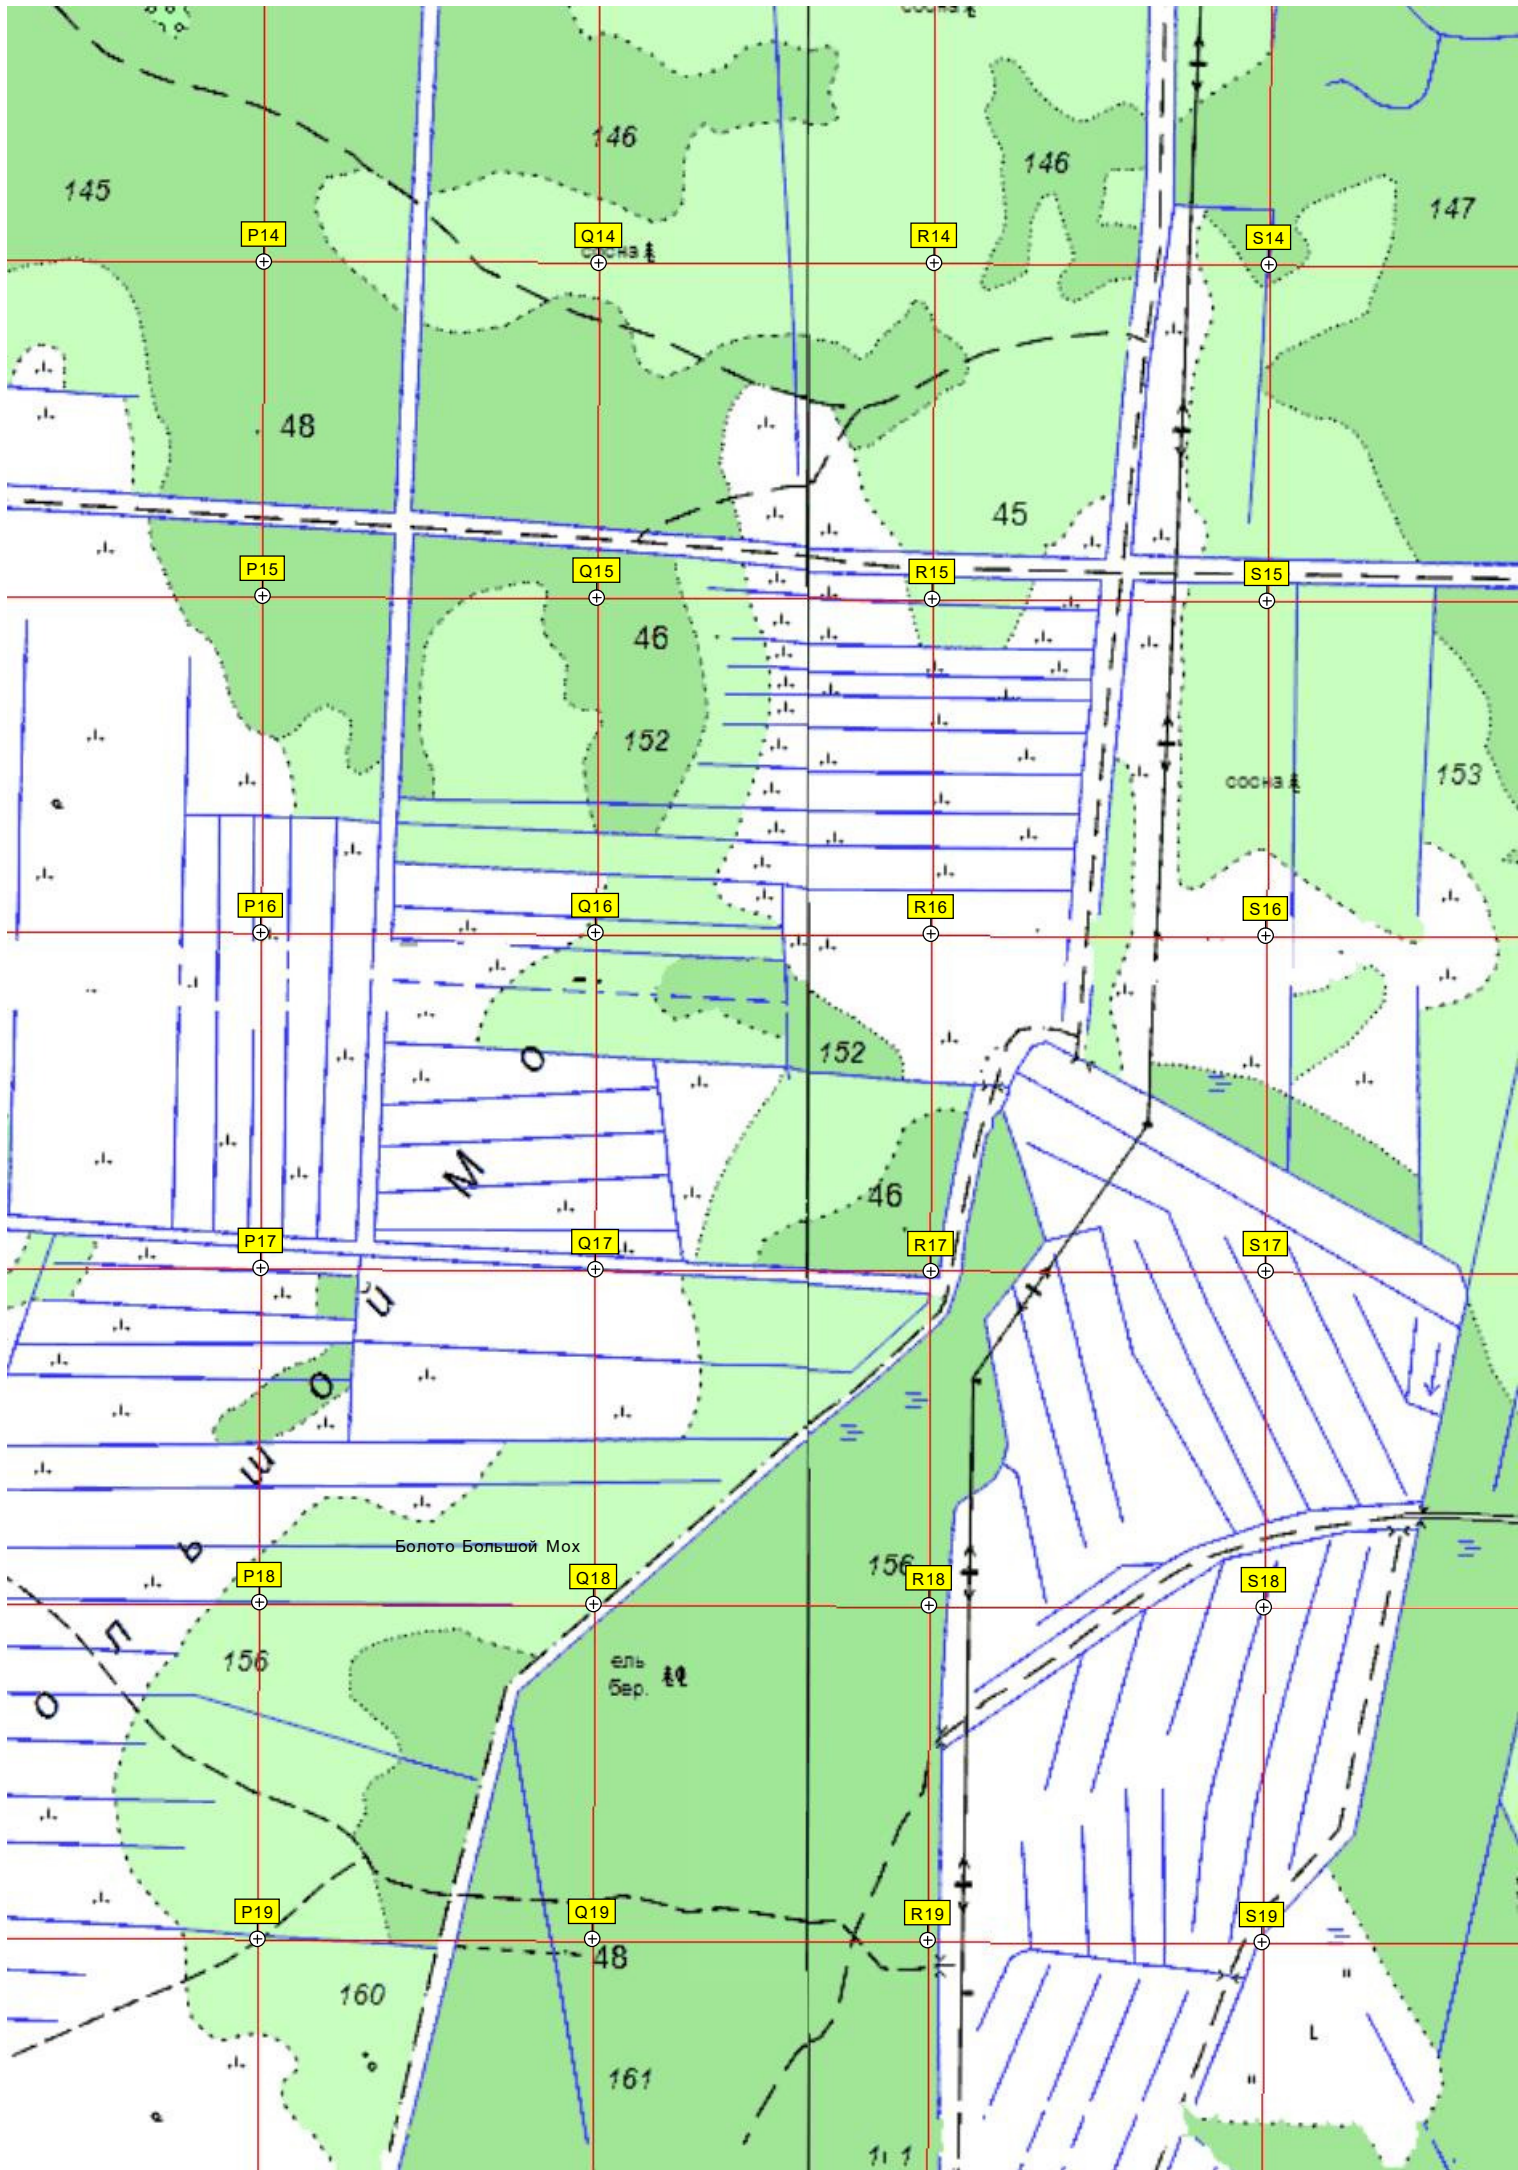 сосна
146
146
145
147
P14
Q14
R14
S14
сосна
48
45
P15
Q15
R15
S15
46
152
сосна
153
P16
Q16
R16
S16
152
М О
46
P17
Q17
R17
S17
О Л Ь Ш О Й
Болото Большой Мох
156
P18
Q18
R18
S18
156
ель
бер.
P19
Q19
R19
S19
48
160
161
L